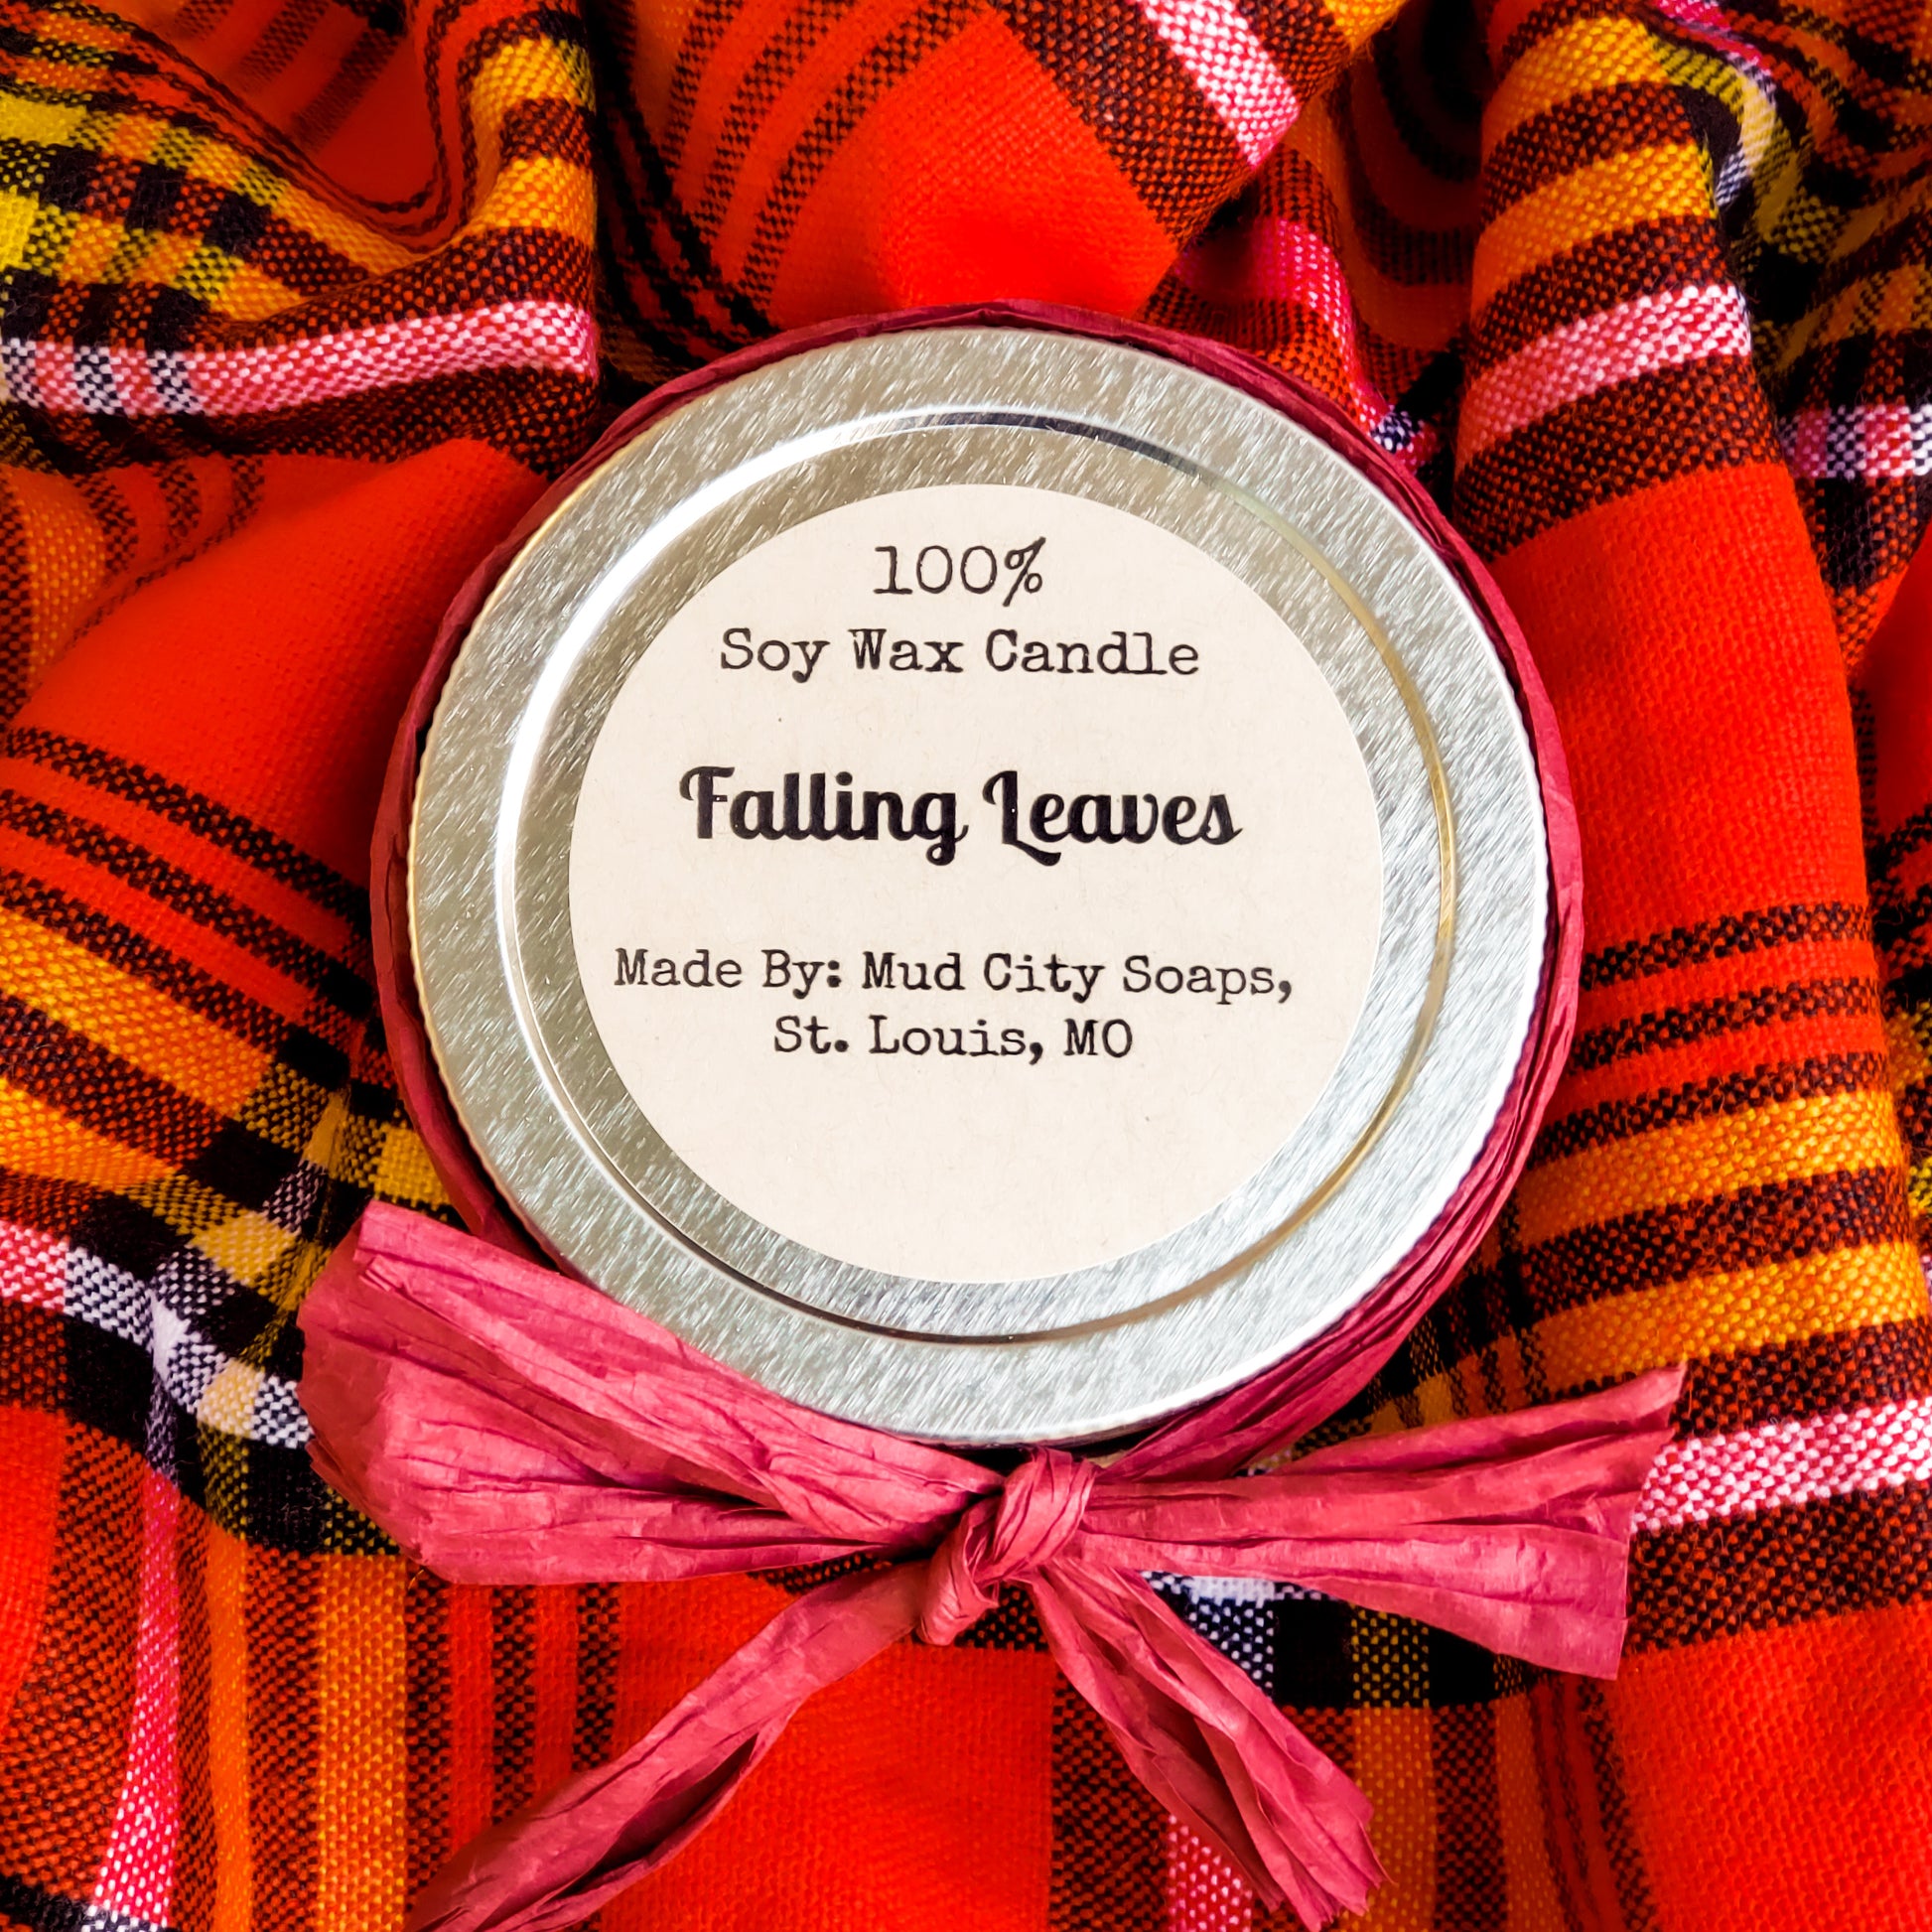 100%
Soy Wax Candle
Falling Leaves
Made By: Mud City Soaps,
St. Louis, MO